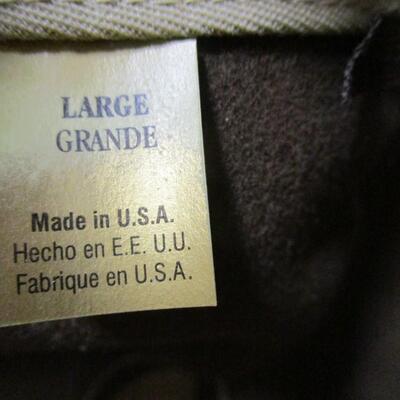 LARGE
GRANDE
Made in U.S.A.
Hecho en E.E. U.U.
Fabrique en U.S.A.